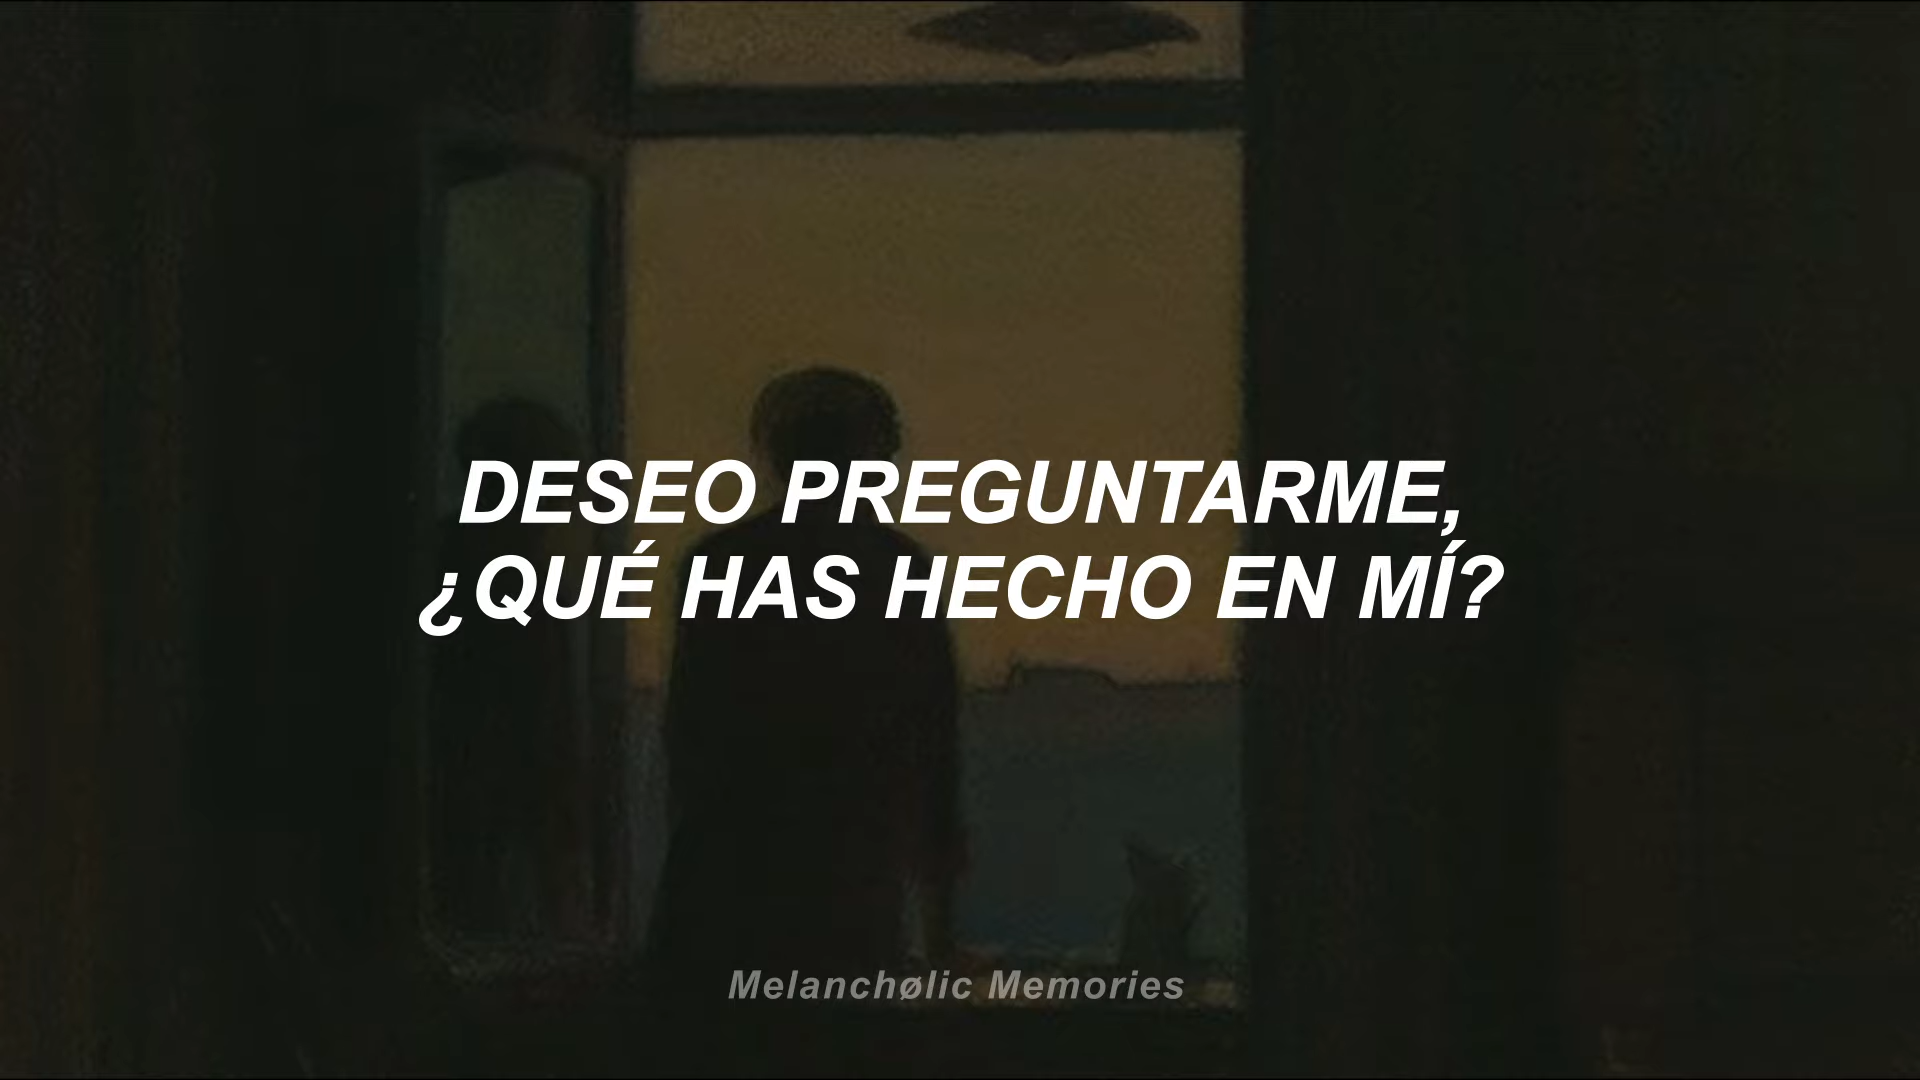 DESEO PREGUNTARME,
¿QUÉ HAS HECHO EN MÍ?
Melanchølic Memories